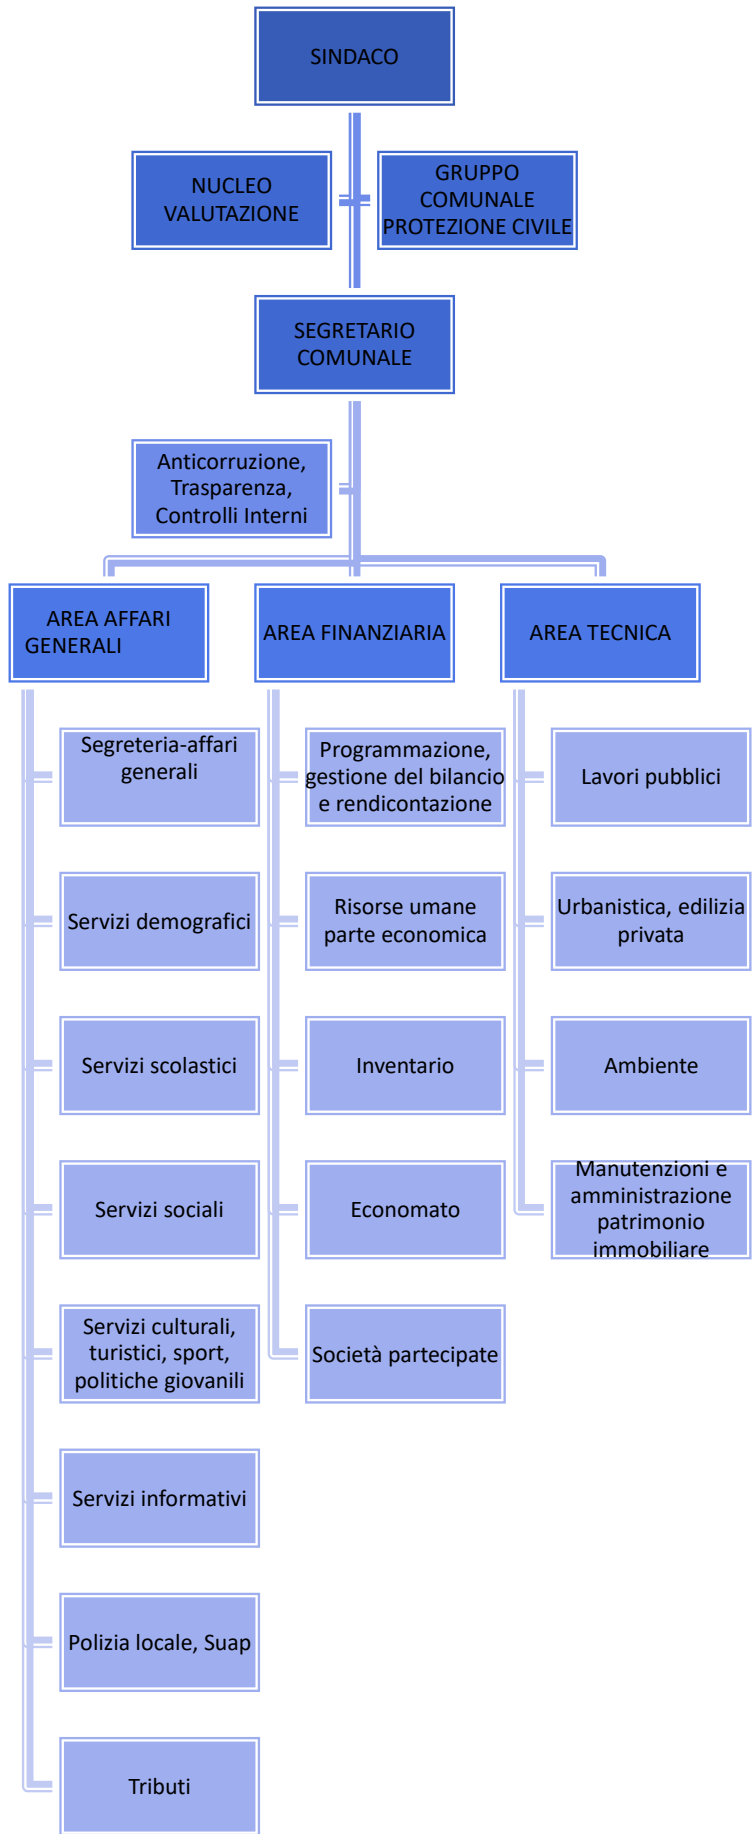 SINDACO
NUCLEO
VALUTAZIONE
GRUPPO
COMUNALE
PROTEZIONE CIVILE
SEGRETARIO
COMUNALE
Anticorruzione,
Trasparenza,
Controlli Interni
AREA AFFARI
GENERALI
Segreteria-affari
generali
Servizi demografici
Servizi scolastici
Servizi sociali
Servizi culturali,
turistici, sport,
politiche giovanili
Servizi informativi
Polizia locale, Suap
Tributi
AREA FINANZIARIA
Programmazione,
gestione del bilancio
e rendicontazione
Risorse umane
parte economica
Inventario
Economato
Società partecipate
AREA TECNICA
Lavori pubblici
Urbanistica, edilizia
privata
Ambiente
Manutenzioni e
amministrazione
patrimonio
immobiliare